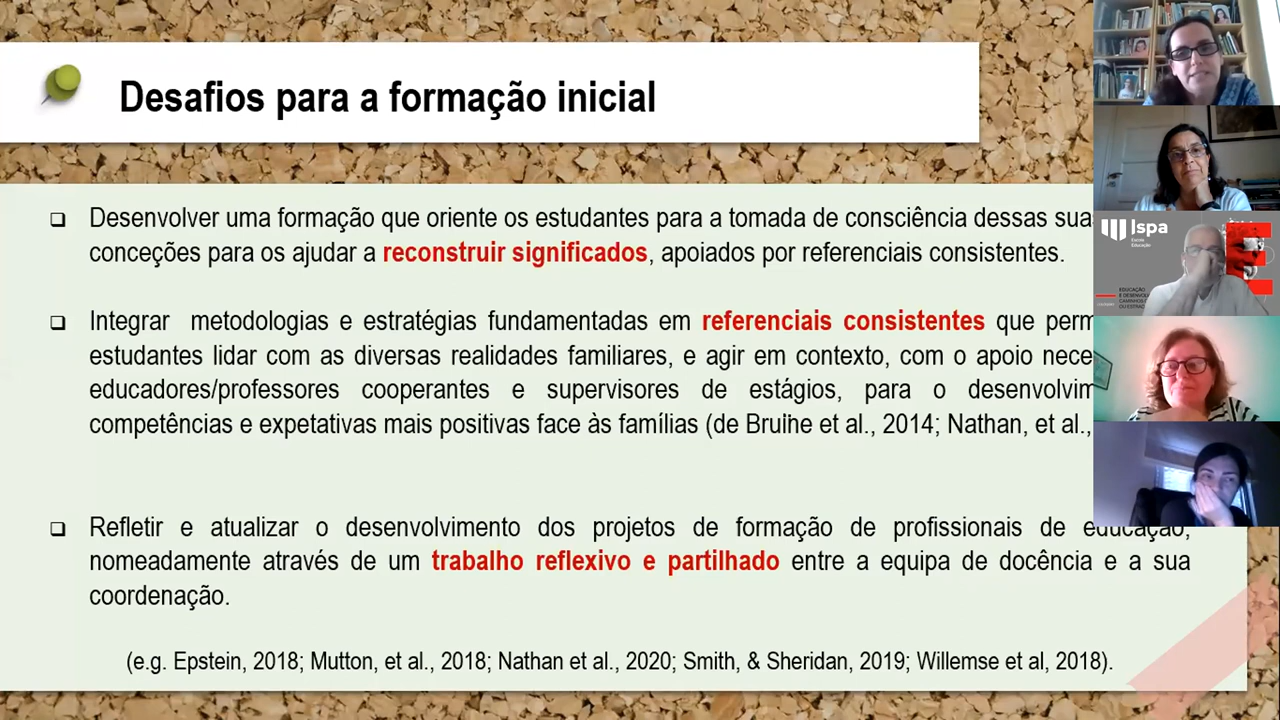 Desafios para a formação inicial
Desenvolver uma formação que oriente os estudantes para a tomada de consciência dessas
conceções para os ajudar a reconstruir significados, apoiados por referenciais consistentes.
Integrar metodologias e estratégias fundamentadas em referenciais consistentes que
estudantes lidar com as diversas realidades familiares, e agir em contexto, com o apoio
educadores/professores cooperantes e supervisores de estágios, para o
competências e expetativas mais positivas face às famílias (de Bruihe et al., 2014; Nathan, et al.,
Refletir e atualizar o desenvolvimento dos projetos de formação de profissionais de educação,
nomeadamente através de um trabalho reflexivo e partilhado entre a equipa de docência e a sua
coordenação.
(e.g. Epstein, 2018; Mutton, et al., 2018; Nathan et al., 2020; Smith, & Sheridan, 2019; Willemse et al, 2018).
Ispa
Escola
Educação
EDUCAÇÃO